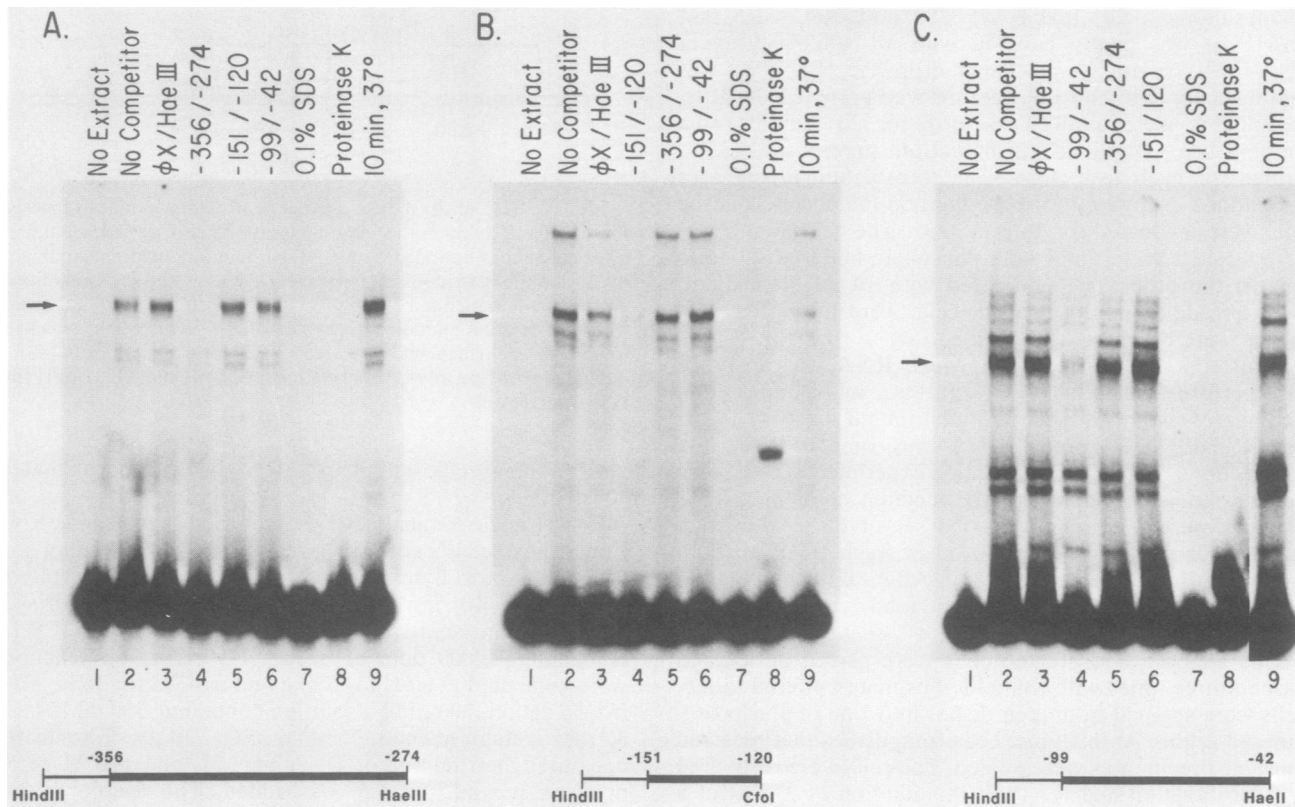 A.
No Extract
No Competitor
ϕX / Hae III
-356 / -274
-151 / 120
-99 / -42
0.1% SDS
Proteinase K
10 min, 37°
1 2 3 4 5 6 7 8 9
-356 -274
HindIII HaeIII
B.
No Extract
No Competitor
ϕX / Hae III
-151 / -120
-356 / -274
-99 / -42
0.1% SDS
Proteinase K
10 min, 37°
1 2 3 4 5 6 7 8 9
-151 -120
HindIII CfoI
C.
No Extract
No Competitor
ϕX / Hae III
-99 / -42
-356 / -274
-151 / 120
0.1% SDS
Proteinase K
10 min, 37°
1 2 3 4 5 6 7 8 9
-99 -42
HindIII HaeII